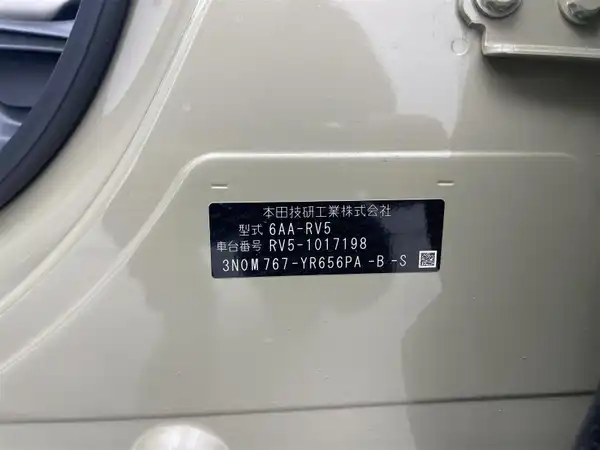 本田技研工業株式会社
型式 6AA-RV5
車台番号 RV5-1017198
3N0M767-YR656PA-B-S